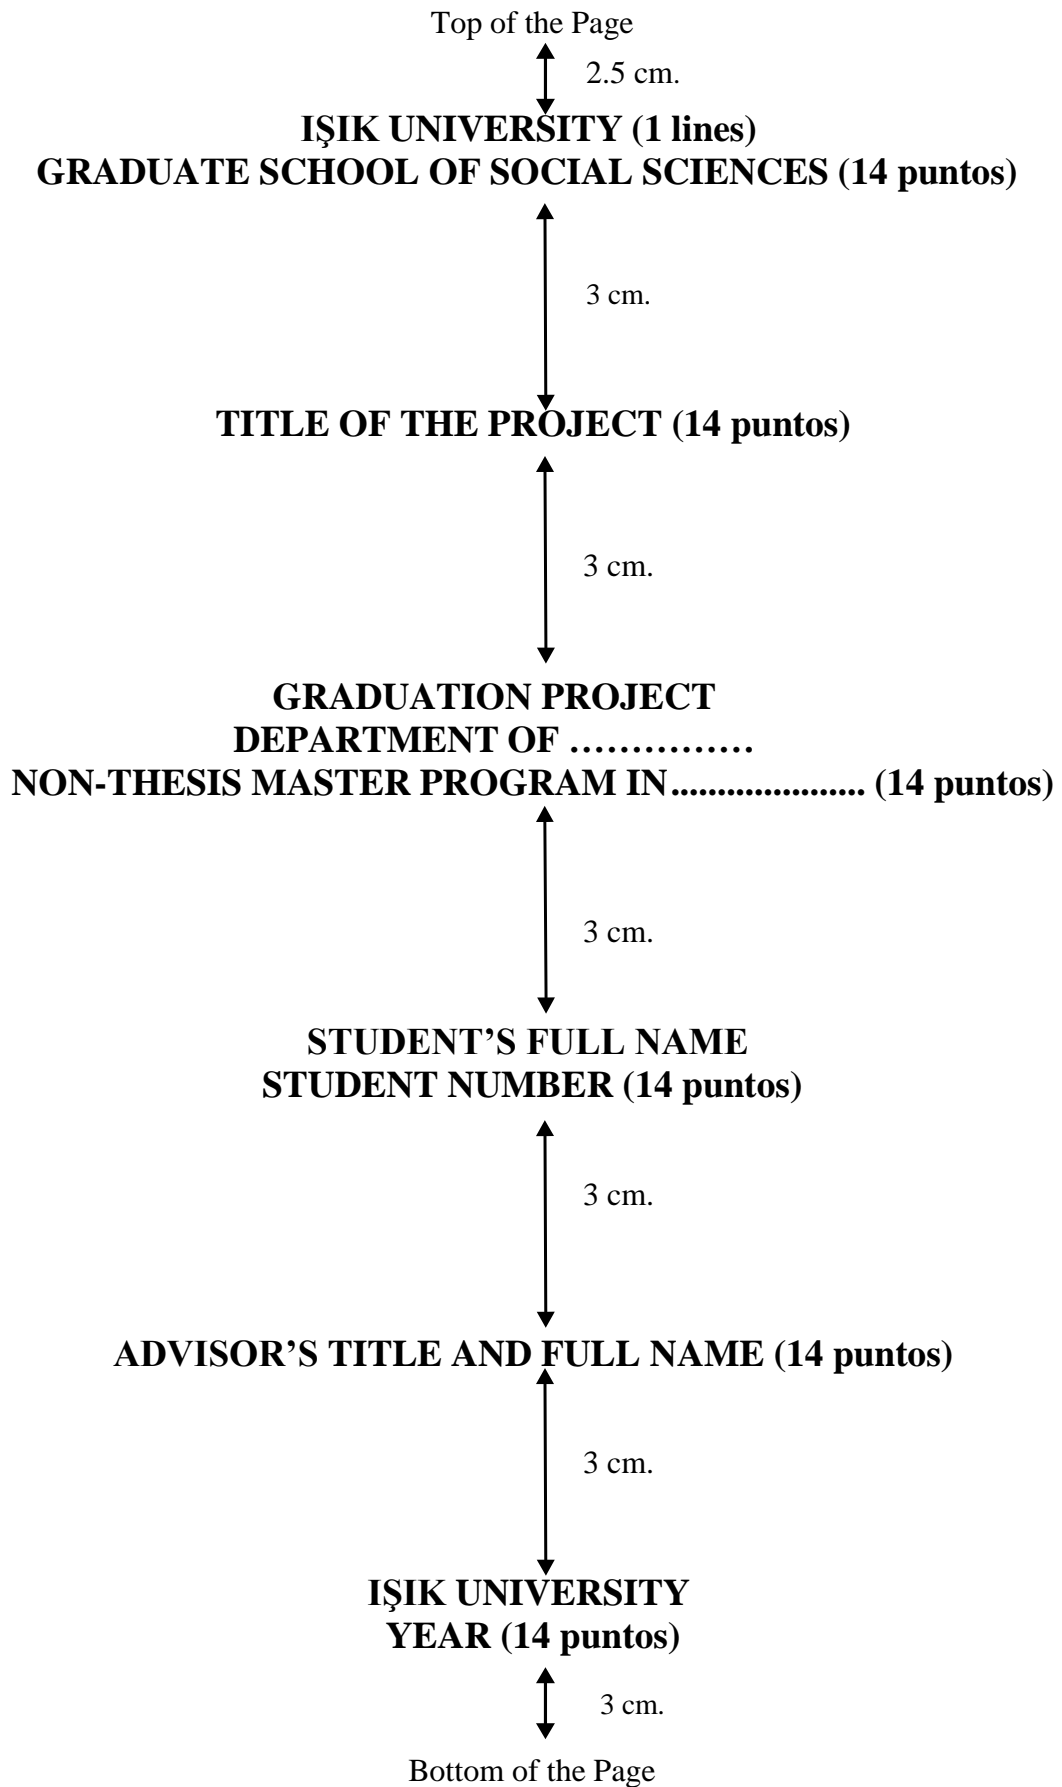 Top of the Page
2.5 cm.
IŞIK UNIVERSITY (1 lines)
GRADUATE SCHOOL OF SOCIAL SCIENCES (14 puntos)
3 cm.
TITLE OF THE PROJECT (14 puntos)
3 cm.
GRADUATION PROJECT
DEPARTMENT OF ……………
NON-THESIS MASTER PROGRAM IN..................... (14 puntos)
3 cm.
STUDENT’S FULL NAME
STUDENT NUMBER (14 puntos)
3 cm.
ADVISOR’S TITLE AND FULL NAME (14 puntos)
3 cm.
IŞIK UNIVERSITY
YEAR (14 puntos)
3 cm.
Bottom of the Page